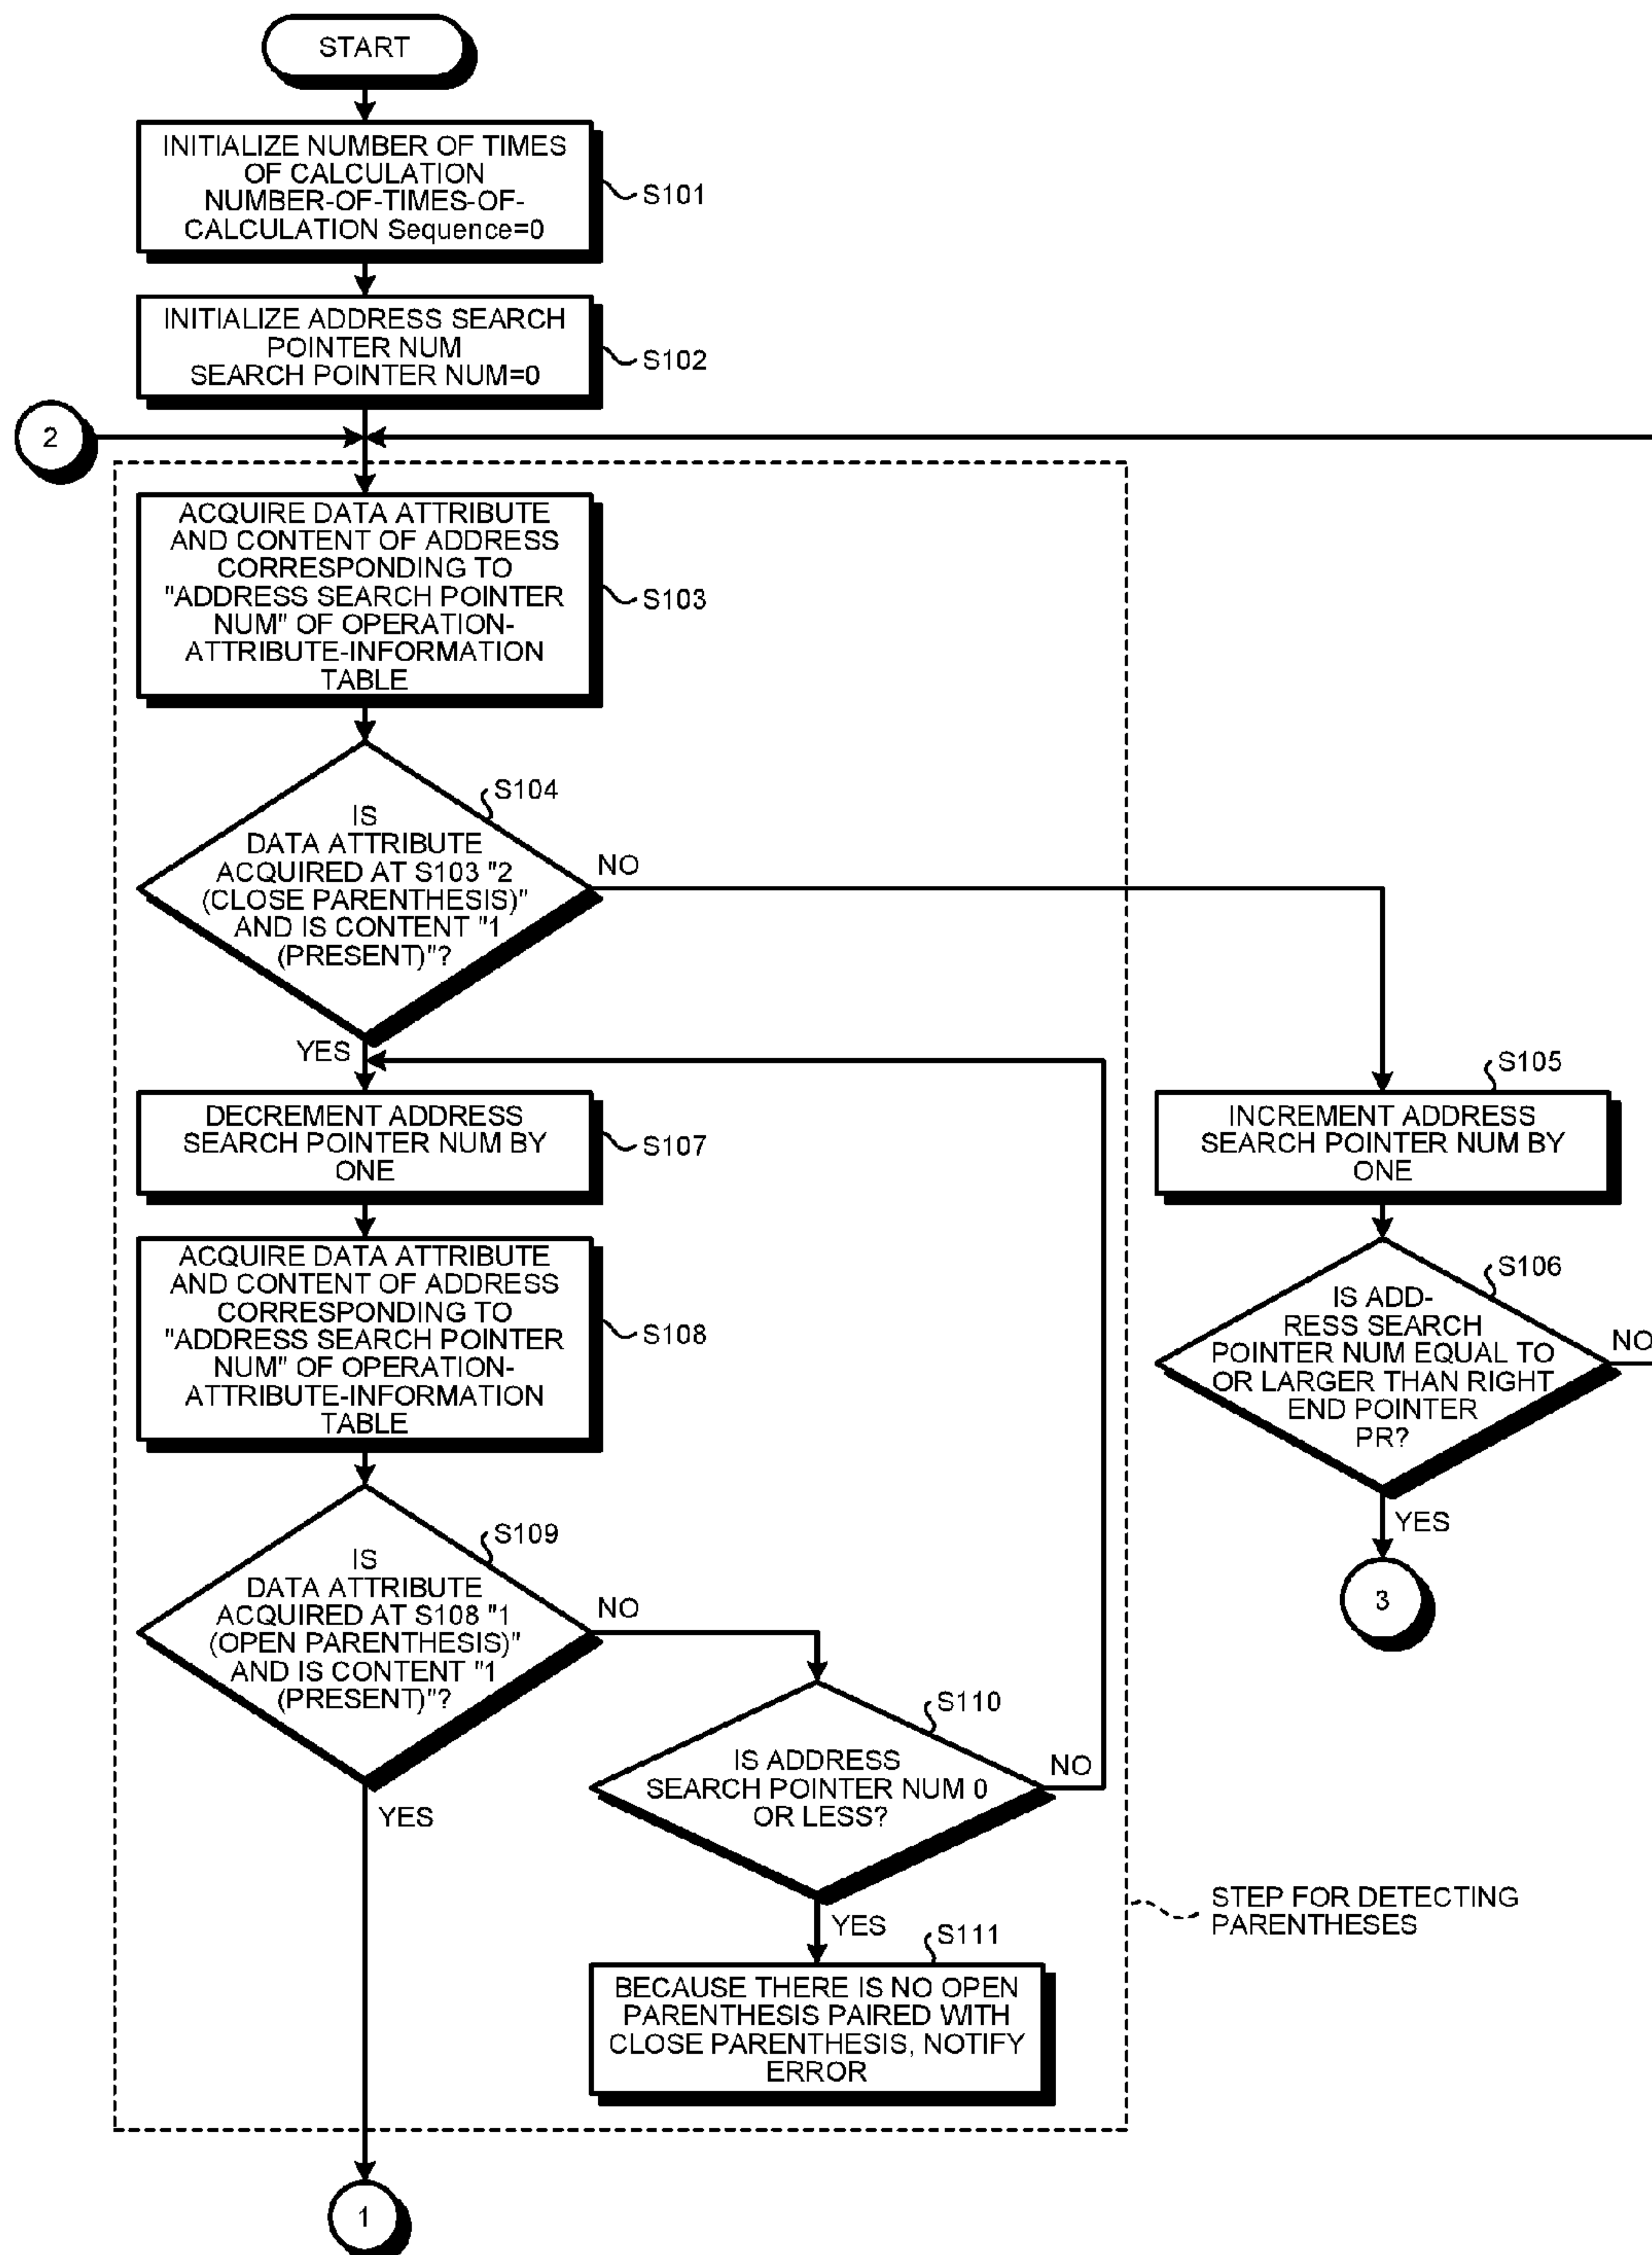 START
INITIALIZE NUMBER OF TIMES
OF CALCULATION
NUMBER-OF-TIMES-OF-
CALCULATION Sequence=0
S101
INITIALIZE ADDRESS SEARCH
POINTER NUM
SEARCH POINTER NUM=0
S102
2
ACQUIRE DATA ATTRIBUTE
AND CONTENT OF ADDRESS
CORRESPONDING TO
"ADDRESS SEARCH POINTER
NUM" OF OPERATION-
ATTRIBUTE-INFORMATION
TABLE
S103
S104
IS
DATA ATTRIBUTE
ACQUIRED AT S103 "2
(CLOSE PARENTHESIS)"
AND IS CONTENT "1
(PRESENT)"?
NO
YES
S105
INCREMENT ADDRESS
SEARCH POINTER NUM BY
ONE
S106
IS ADD-
RESS SEARCH
POINTER NUM EQUAL TO
OR LARGER THAN RIGHT
END POINTER
PR?
NO
YES
3
DECREMENT ADDRESS
SEARCH POINTER NUM BY
ONE
S107
ACQUIRE DATA ATTRIBUTE
AND CONTENT OF ADDRESS
CORRESPONDING TO
"ADDRESS SEARCH POINTER
NUM" OF OPERATION-
ATTRIBUTE-INFORMATION
TABLE
S108
S109
IS
DATA ATTRIBUTE
ACQUIRED AT S108 "1
(OPEN PARENTHESIS)"
AND IS CONTENT "1
(PRESENT)"?
NO
YES
S110
IS ADDRESS
SEARCH POINTER NUM 0
OR LESS?
NO
YES
S111
BECAUSE THERE IS NO OPEN
PARENTHESIS PAIRED WITH
CLOSE PARENTHESIS, NOTIFY
ERROR
STEP FOR DETECTING
PARENTHESES
1